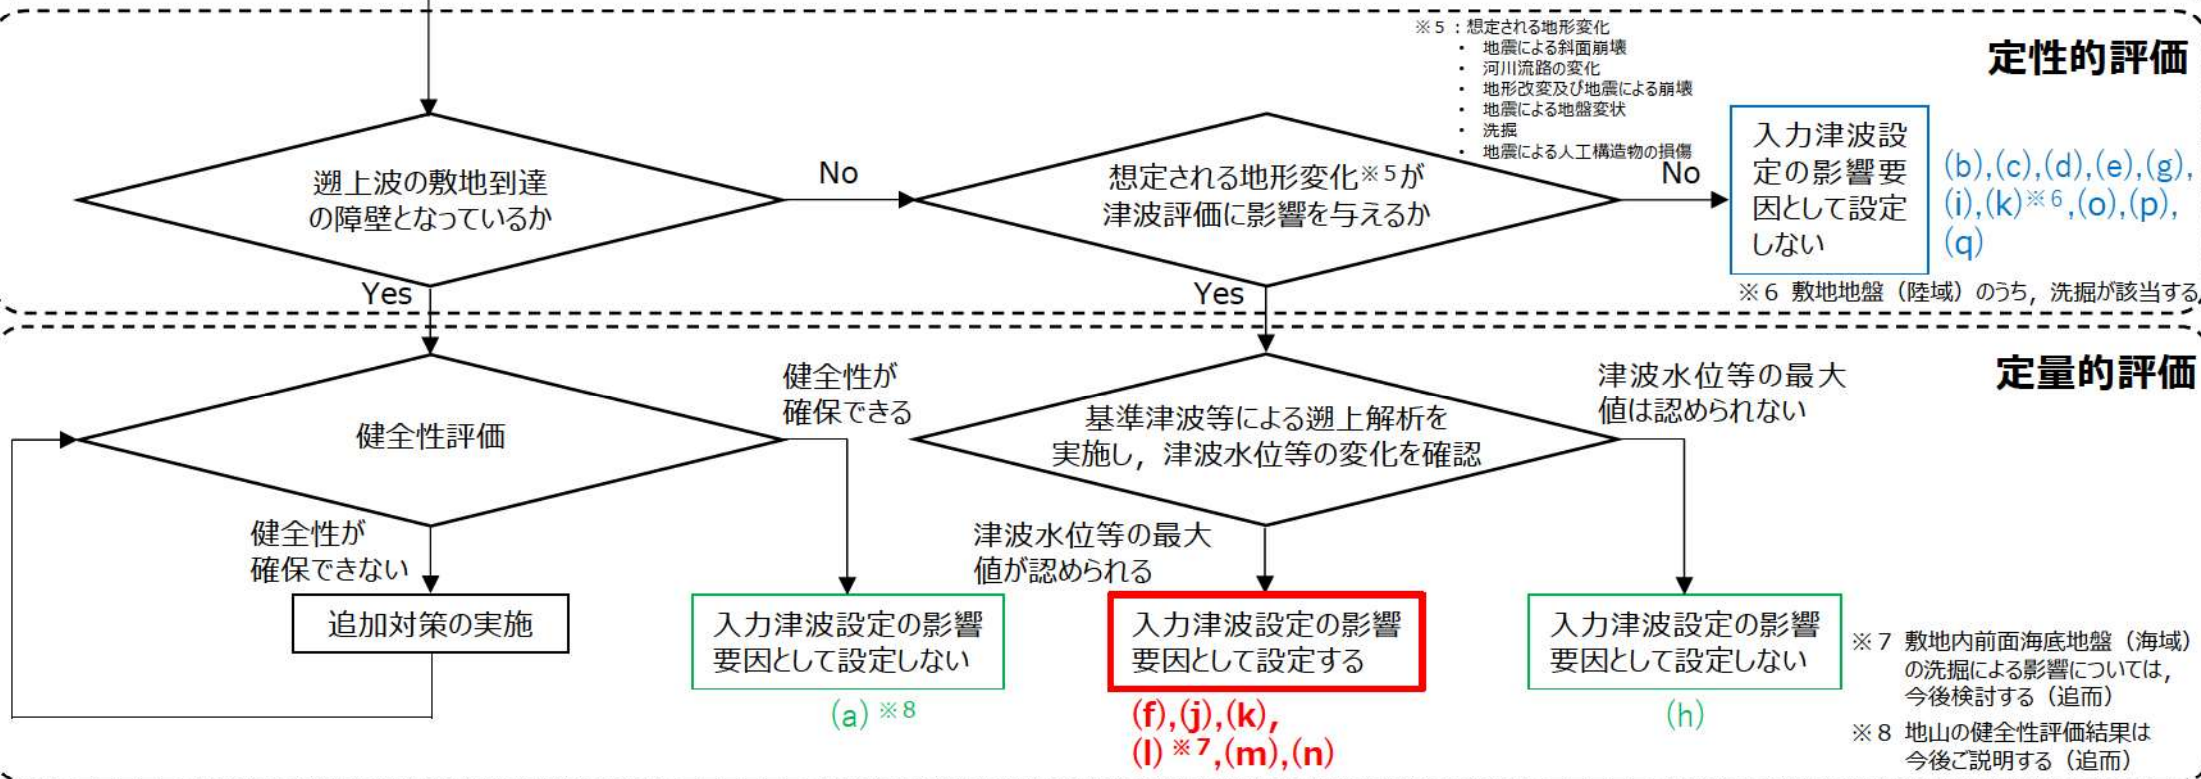 ※５：想定される地形変化
・ 地震による斜面崩壊
・ 河川流路の変化
・ 地形改変及び地震による崩壊
・ 地震による地盤変状
・ 洗掘
・ 地震による人工構造物の損傷
定性的評価
遡上波の敷地到達
の障壁となっているか
No
想定される地形変化※５が
津波評価に影響を与えるか
No
入力津波設
定の影響要
因として設定
しない
(b),(c),(d),(e),(g),
(i),(k)※６,(o),(p),
(q)
※６ 敷地地盤（陸域）のうち，洗掘が該当する
Yes
Yes
定量的評価
健全性評価
健全性が
確保できる
基準津波等による遡上解析を
実施し，津波水位等の変化を確認
津波水位等の最大
値は認められない
健全性が
確保できない
津波水位等の最大
値が認められる
追加対策の実施
入力津波設定の影響
要因として設定しない
(a)※８
入力津波設定の影響
要因として設定する
(f),(j),(k),
(l)※７,(m),(n)
入力津波設定の影響
要因として設定しない
(h)
※７ 敷地内前面海底地盤（海域）
の洗掘による影響については，
今後検討する（追而）
※８ 地山の健全性評価結果は
今後ご説明する（追而）